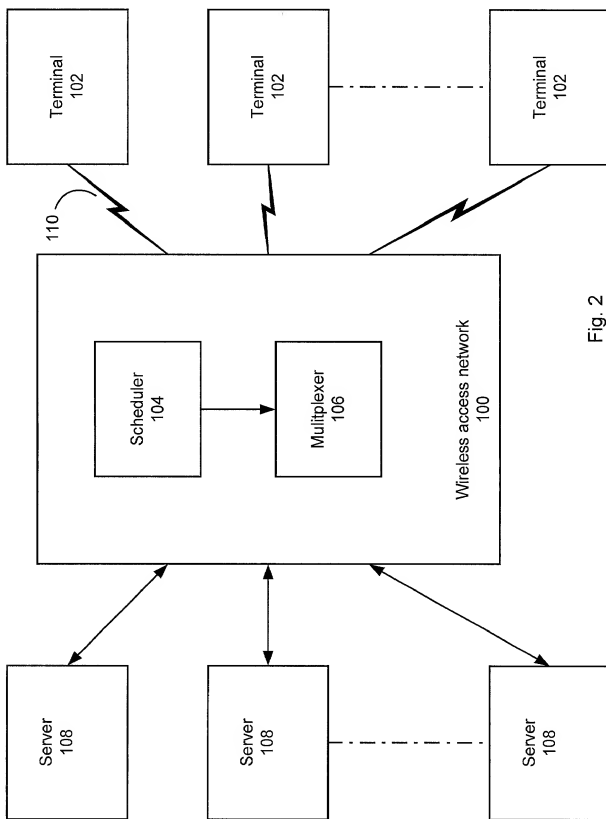 Terminal
102
Terminal
102
Terminal
102
110
Scheduler
104
Mulitplexer
106
Wireless access network
100
Server
108
Server
108
Server
108
Fig. 2